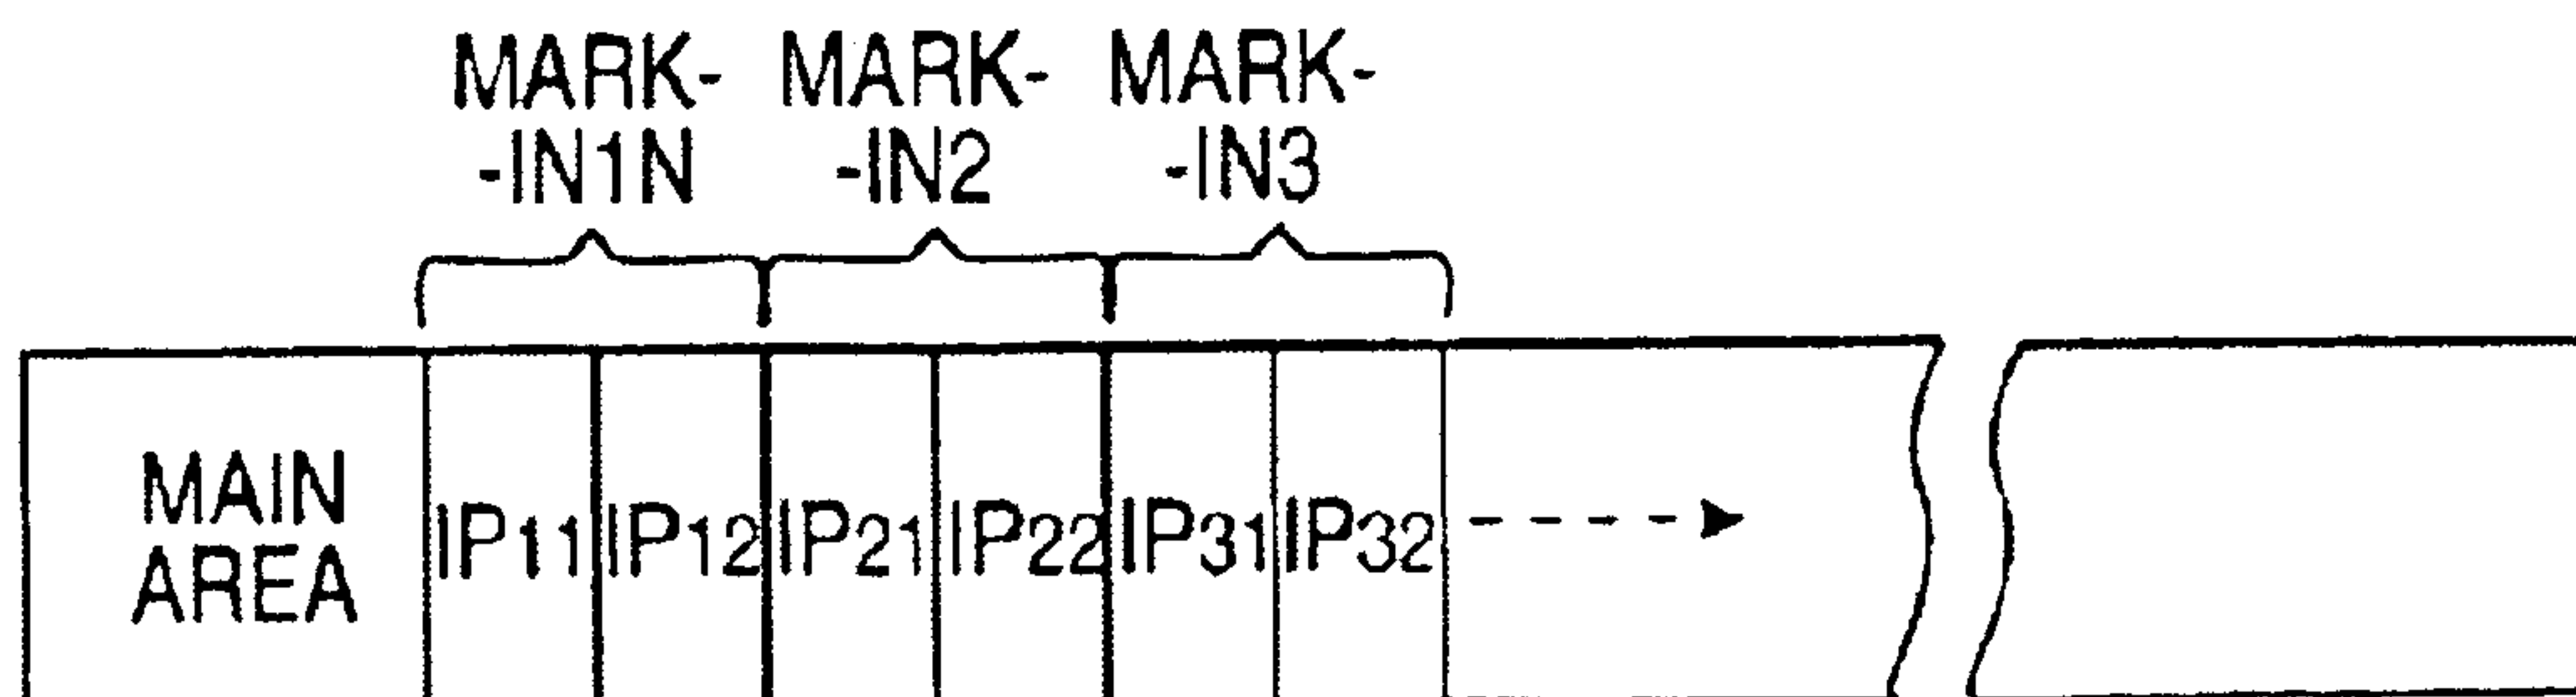 MARK- MARK- MARK-
-IN1N -IN2 -IN3
MAIN
AREA
IP11 IP12 IP21 IP22 IP31 IP32